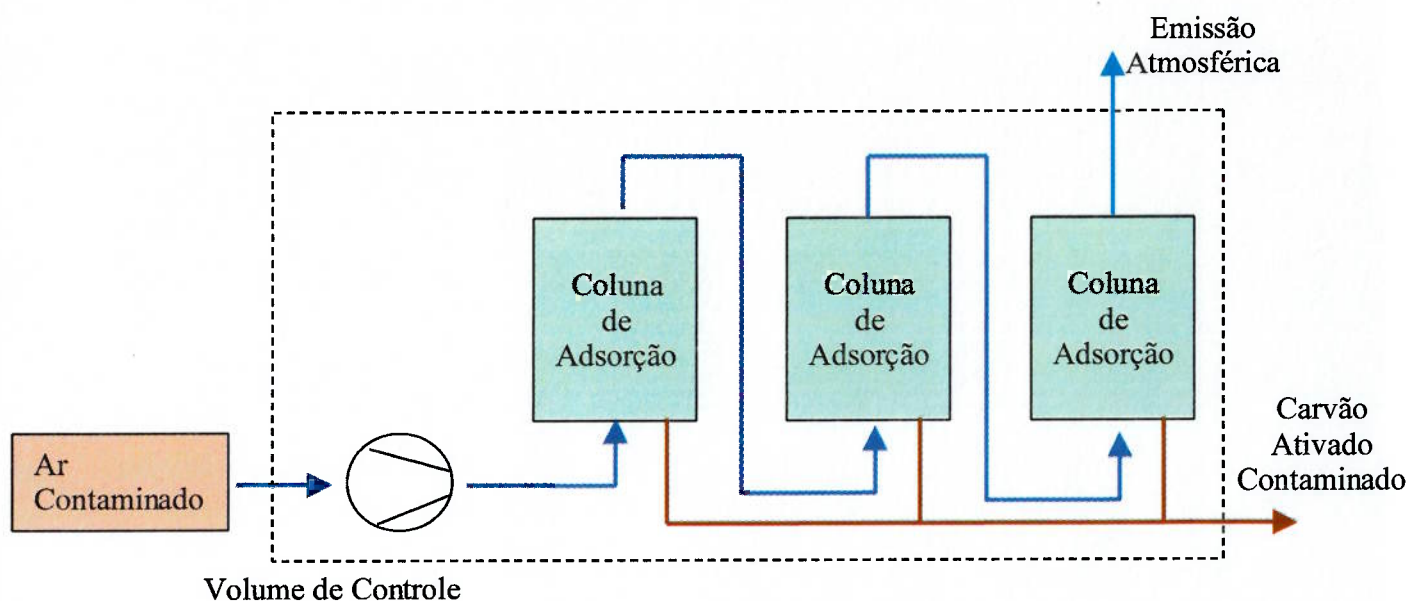 Emissão
Atmosférica
Coluna
de
Adsorção
Coluna
de
Adsorção
Coluna
de
Adsorção
Ar
Contaminado
Carvão
Ativado
Contaminado
Volume de Controle